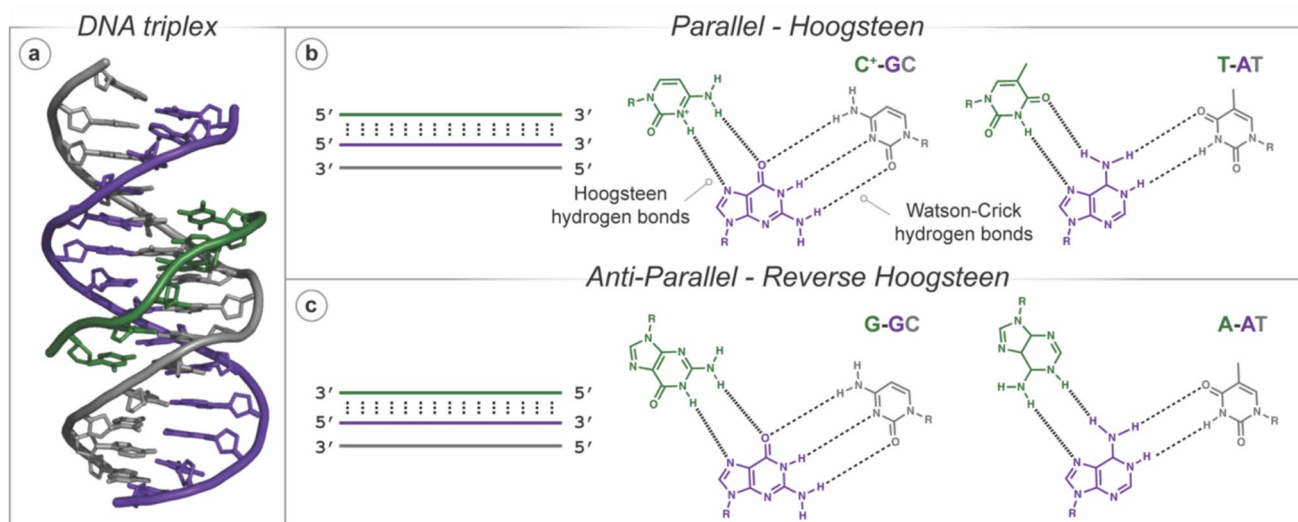 DNA triplex
a
Parallel - Hoogsteen
b
C⁺-GC
T-AT
5′ 3′
5′ 3′
3′ 5′
Hoogsteen
hydrogen bonds
Watson-Crick
hydrogen bonds
Anti-Parallel - Reverse Hoogsteen
c
G-GC
A-AT
3′ 5′
5′ 3′
3′ 5′